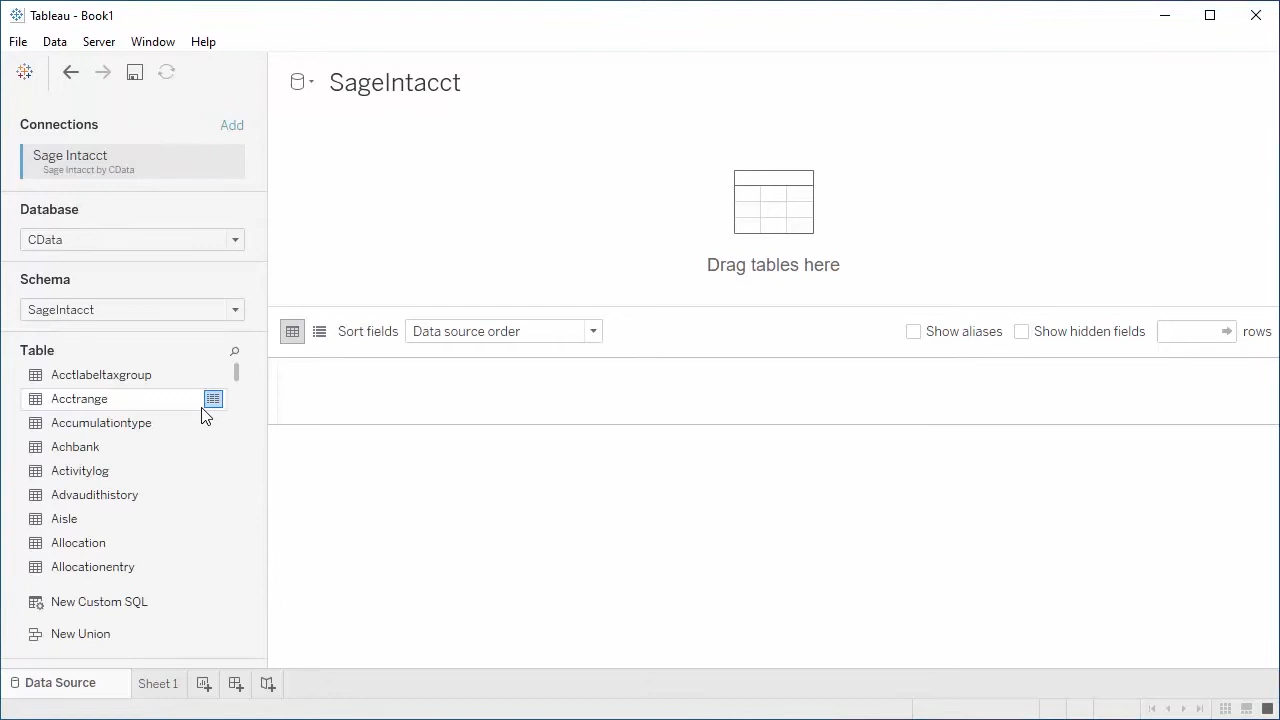 Tableau - Book1
File Data Server Window Help
Connections Add
Sage Intacct
Sage Intacct by CData
Database
CData
Schema
SageIntacct
Table
Acctlabeltaxgroup
Acctrange
Accumulationtype
Achbank
Activitylog
Advaudithistory
Aisle
Allocation
Allocationentry
New Custom SQL
New Union
SageIntacct
Drag tables here
Sort fields Data source order Show aliases Show hidden fields rows
Data Source Sheet 1